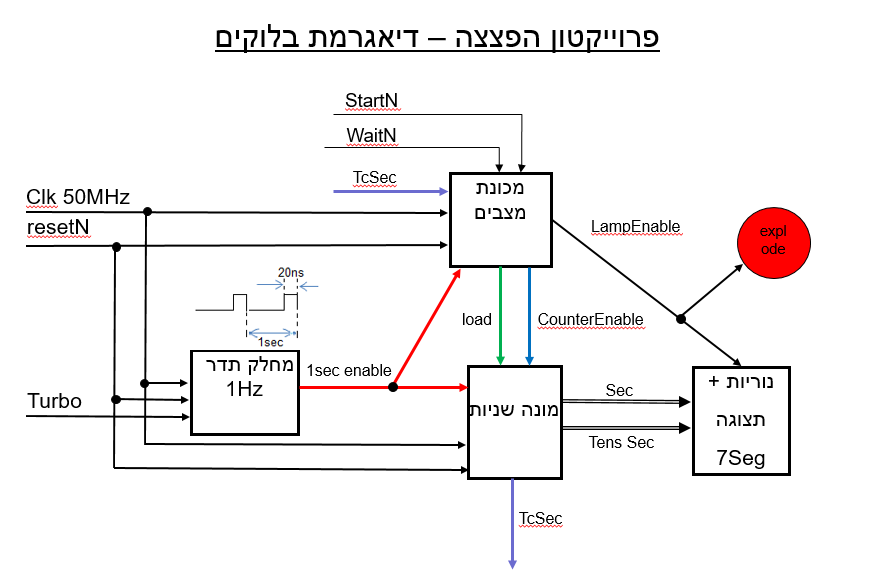 פרוייקטון הפצצה – דיאגרמת בלוקים
StartN
WaitN
TcSec
מכונת
מצבים
Clk 50MHz
resetN
LampEnable
expl
ode
20ns
1sec
load
CounterEnable
מחלק תדר
1Hz
1sec enable
Turbo
מונה שניות
Sec
Tens Sec
נוריות +
תצוגה
7Seg
TcSec